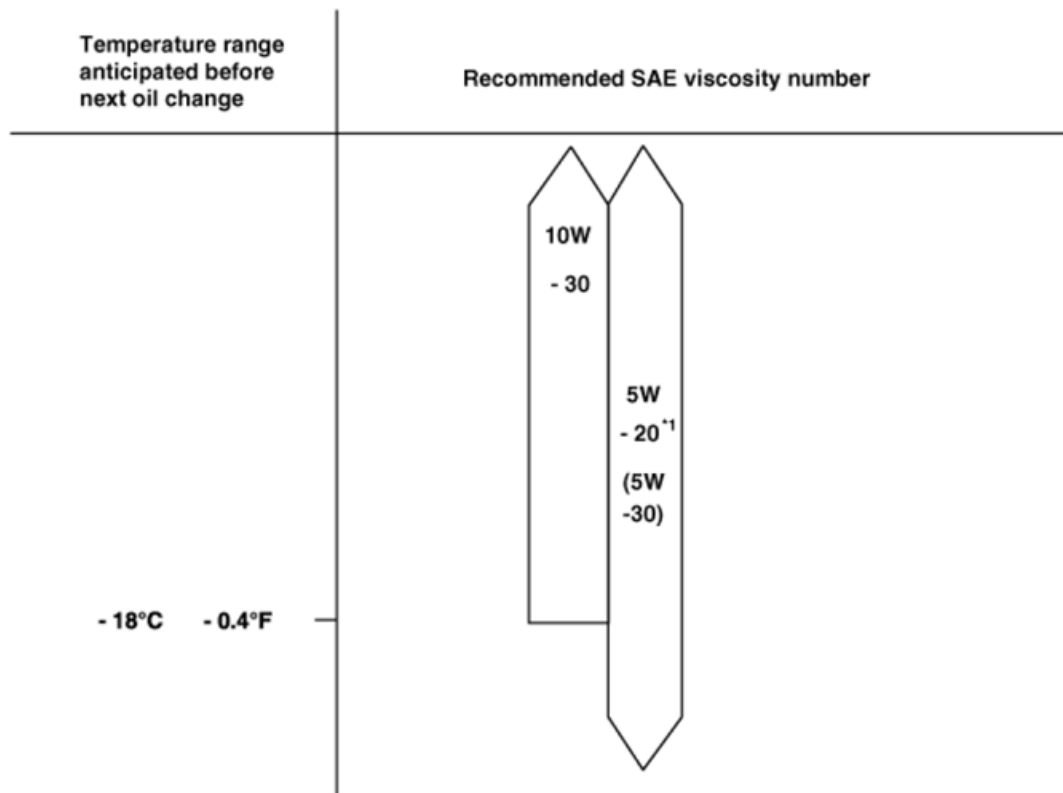 Temperature range
anticipated before
next oil change
Recommended SAE viscosity number
10W
- 30
5W
- 20*1
(5W
-30)
- 18°C - 0.4°F